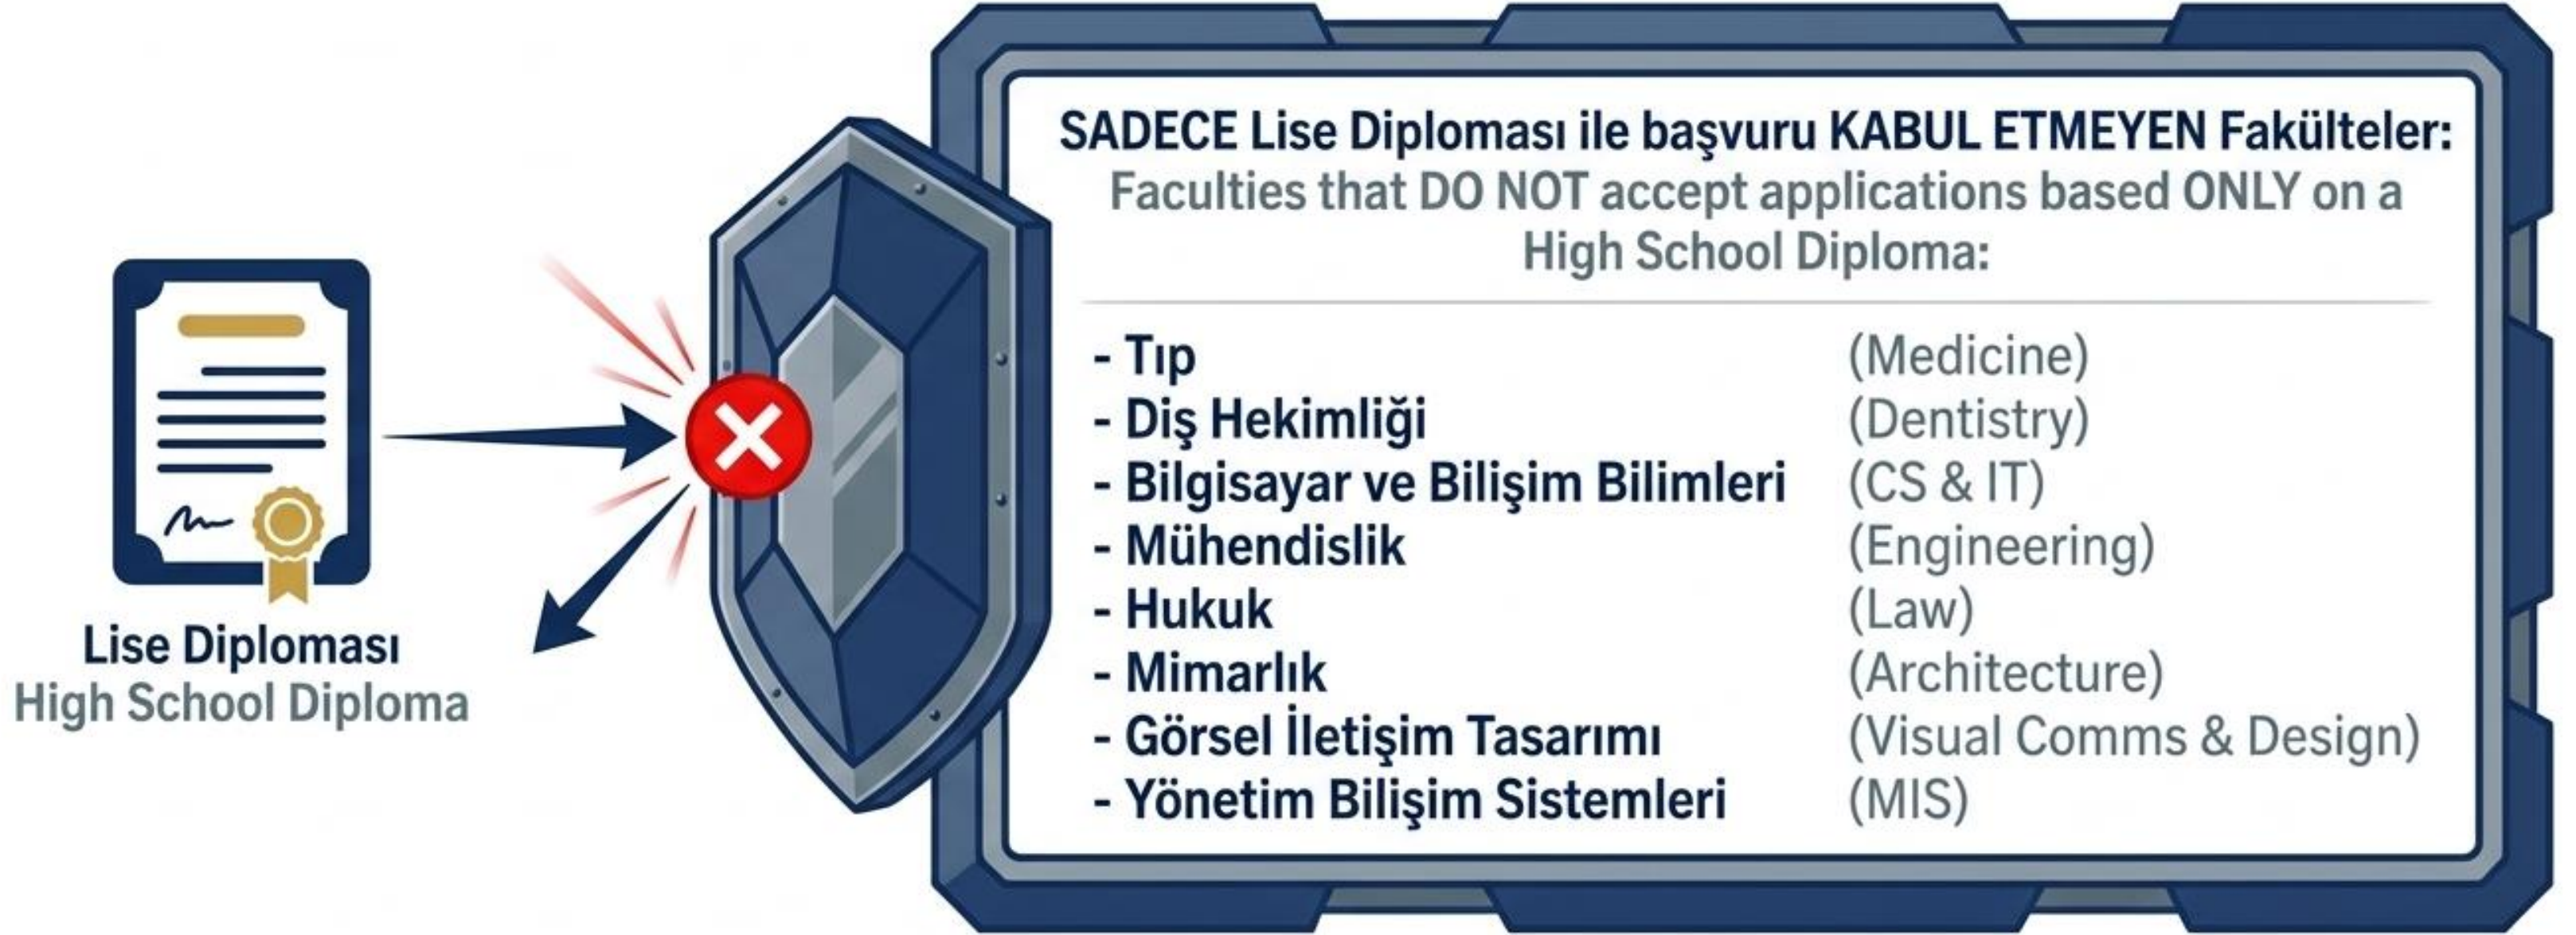 SADECE Lise Diploması ile başvuru KABUL ETMEYEN Fakülteler:
Faculties that DO NOT accept applications based ONLY on a
High School Diploma:
- Tıp (Medicine)
- Diş Hekimliği (Dentistry)
- Bilgisayar ve Bilişim Bilimleri (CS & IT)
- Mühendislik (Engineering)
- Hukuk (Law)
- Mimarlık (Architecture)
- Görsel İletişim Tasarımı (Visual Comms & Design)
- Yönetim Bilişim Sistemleri (MIS)
Lise Diploması
High School Diploma